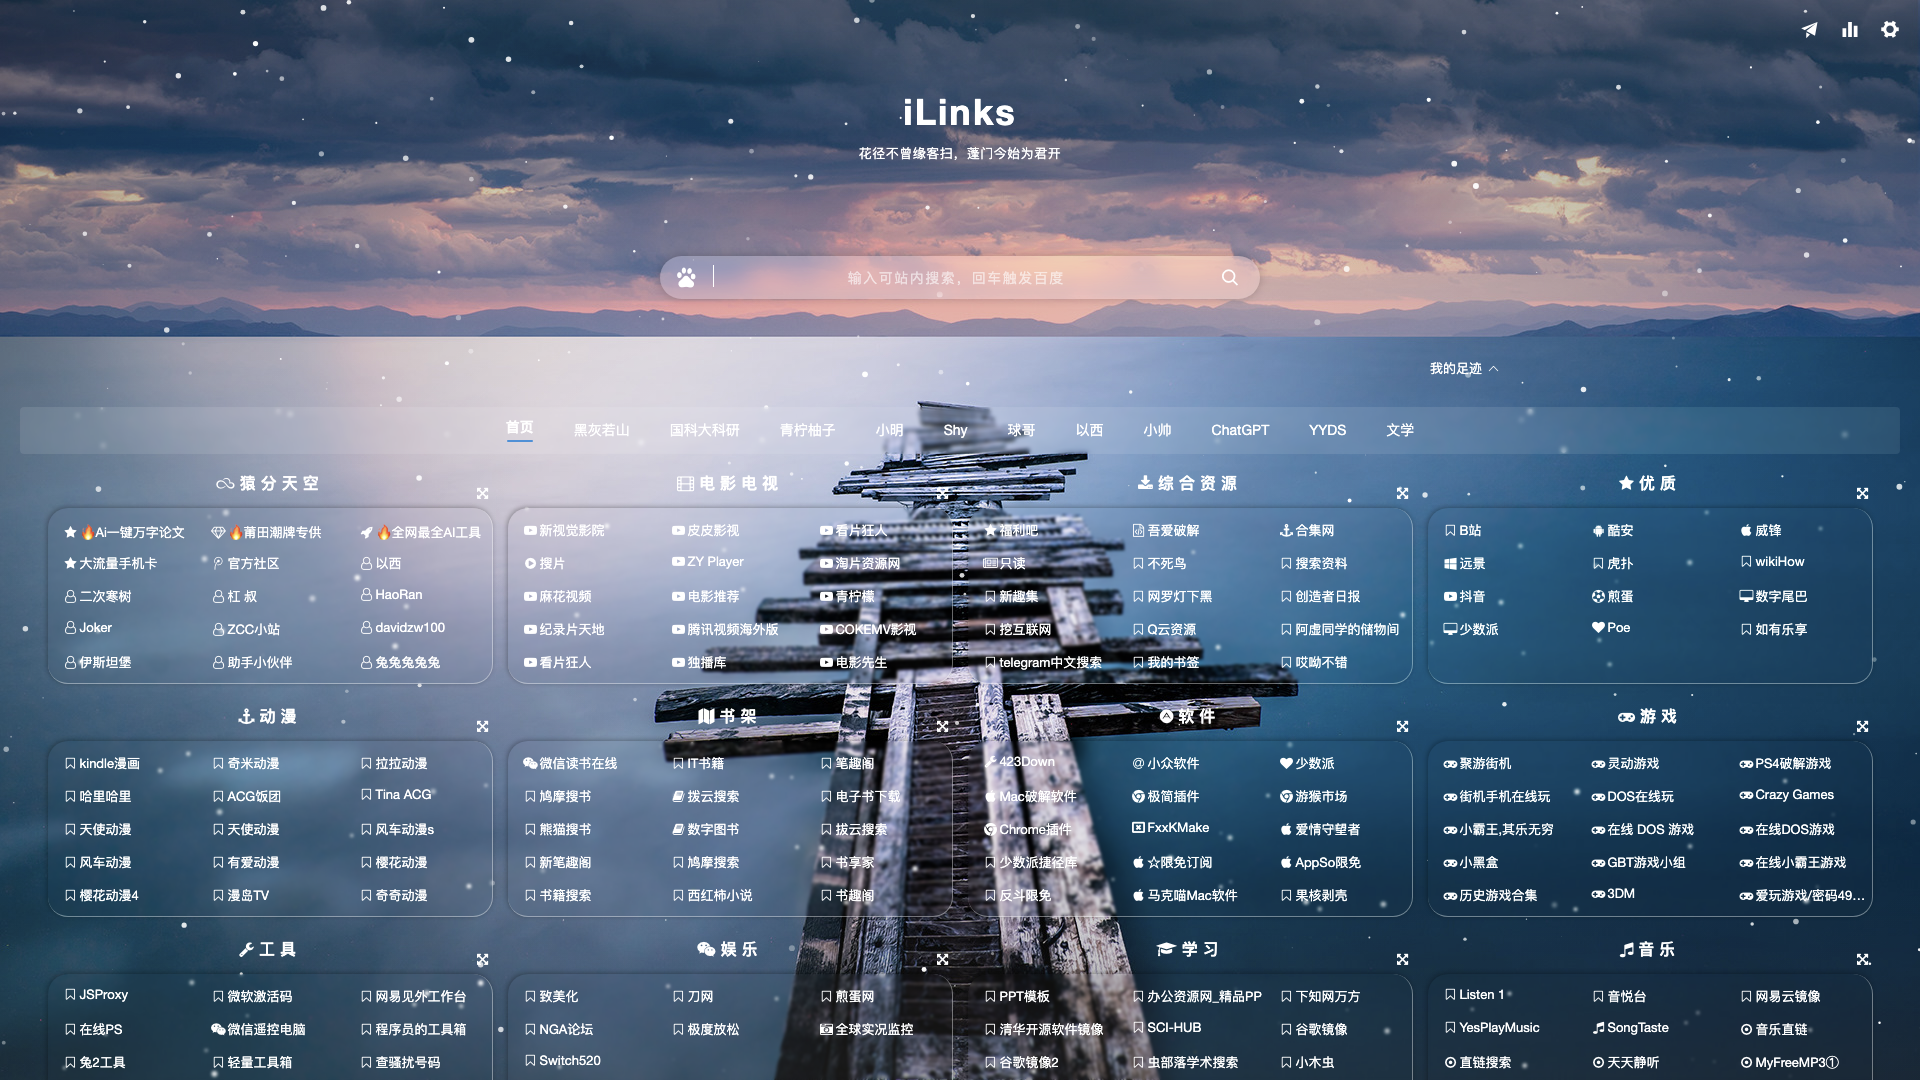 iLinks
花径不曾缘客扫，蓬门今始为君开
输入可站内搜索，回车触发百度
我的足迹
首页 黑灰若山 国科大科研 青柠柚子 小明 Shy 球哥 以西 小帅 ChatGPT YYDS 文学
猿分天空
🔥Ai一键万字论文 🔥莆田潮牌专供 🔥全网最全AI工具
大流量手机卡 官方社区 以西
二次寒树 杠 叔 HaoRan
Joker ZCC小站 davidzw100
伊斯坦堡 助手小伙伴 兔兔兔兔兔
电影电视
新视觉影院 皮皮影视 看片狂人
搜片 ZY Player 淘片资源网
麻花视频 电影推荐 青柠檬
纪录片天地 腾讯视频海外版 COKEMV影视
看片狂人 独播库 电影先生
综合资源
福利吧 吾爱破解 合集网
只读 不死鸟 搜索资料
新趣集 网罗灯下黑 创造者日报
挖互联网 Q云资源 阿虚同学的储物间
telegram中文搜索 我的书签 哎呦不错
优质
B站 酷安 威锋
远景 虎扑 wikiHow
抖音 煎蛋 数字尾巴
少数派 Poe 如有乐享
动漫
kindle漫画 奇米动漫 拉拉动漫
哈里哈里 ACG饭团 Tina ACG
天使动漫 天使动漫 风车动漫s
风车动漫 有爱动漫 樱花动漫
樱花动漫4 漫岛TV 奇奇动漫
书架
微信读书在线 IT书籍 笔趣阁
鸠摩搜书 拨云搜索 电子书下载
熊猫搜书 数字图书 拔云搜索
新笔趣阁 鸠摩搜索 书享家
书籍搜索 西红柿小说 书趣阁
软件
423Down 小众软件 少数派
Mac破解软件 极简插件 游猴市场
Chrome插件 FxxKMake 爱情守望者
少数派捷径库 ☆限免订阅 AppSo限免
反斗限免 马克喵Mac软件 果核剥壳
游戏
聚游街机 灵动游戏 PS4破解游戏
街机手机在线玩 DOS在线玩 Crazy Games
小霸王,其乐无穷 在线 DOS 游戏 在线DOS游戏
小黑盒 GBT游戏小组 在线小霸王游戏
历史游戏合集 3DM 爱玩游戏/密码49...
工具
JSProxy 微软激活码 网易见外工作台
在线PS 微信遥控电脑 程序员的工具箱
兔2工具 轻量工具箱 查骚扰号码
娱乐
致美化 刀网 煎蛋网
NGA论坛 极度放松 全球实况监控
Switch520
学习
PPT模板 办公资源网_精品PP 下知网万方
清华开源软件镜像 SCI-HUB 谷歌镜像
谷歌镜像2 虫部落学术搜索 小木虫
音乐
Listen 1 音悦台 网易云镜像
YesPlayMusic SongTaste 音乐直链
直链搜索 天天静听 MyFreeMP3①